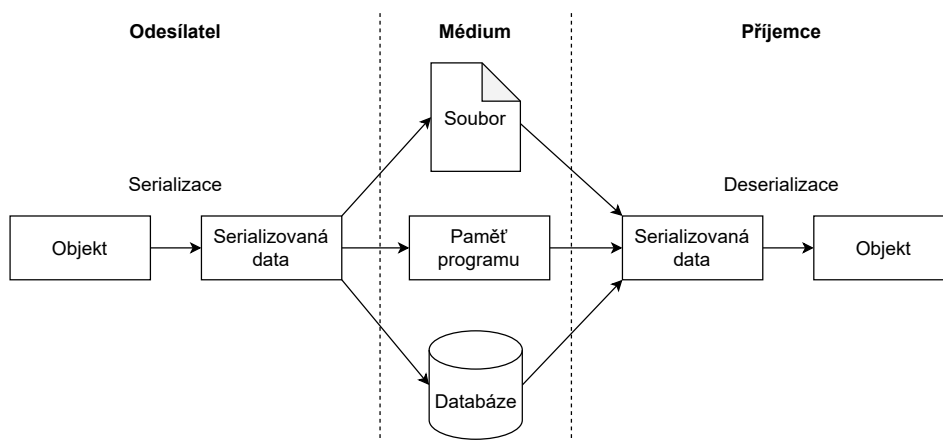 Odesílatel
Médium
Příjemce
Soubor
Serializace
Deserializace
Objekt
Serializovaná
data
Paměť
programu
Serializovaná
data
Objekt
Databáze